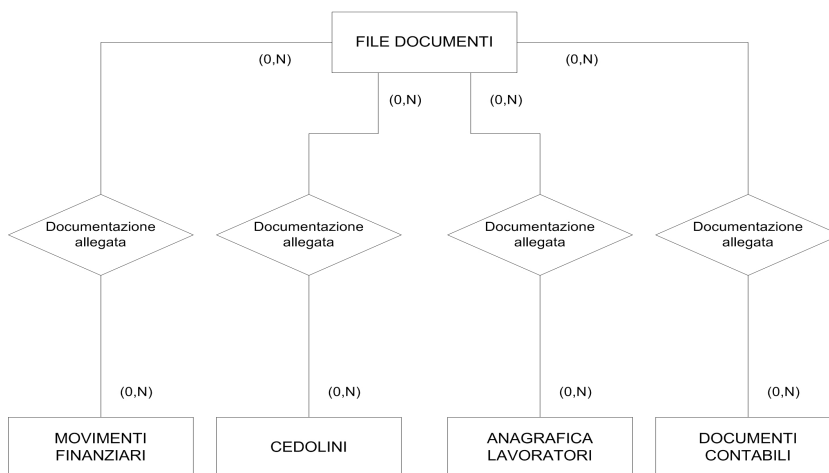 FILE DOCUMENTI
(0,N)
(0,N)
(0,N)
(0,N)
Documentazione
allegata
Documentazione
allegata
Documentazione
allegata
Documentazione
allegata
(0,N)
(0,N)
(0,N)
(0,N)
MOVIMENTI
FINANZIARI
CEDOLINI
ANAGRAFICA
LAVORATORI
DOCUMENTI
CONTABILI